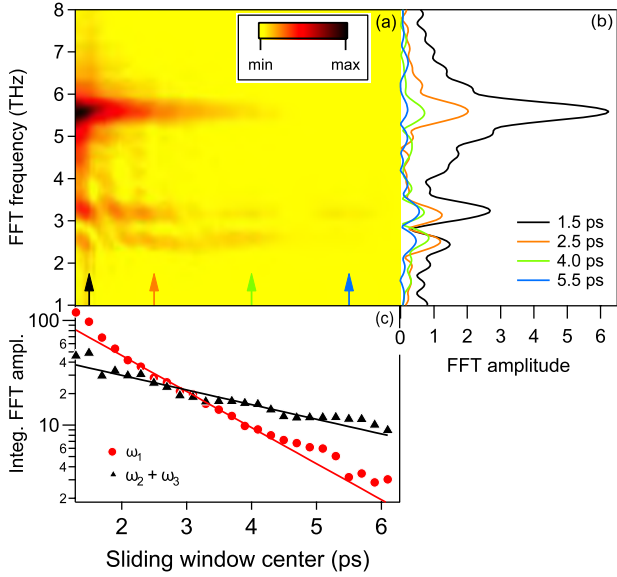 (a)
(b)
min max
FFT frequency (THz)
8
7
6
5
4
3
2
1
1.5 ps
2.5 ps
4.0 ps
5.5 ps
0 1 2 3 4 5 6
FFT amplitude
(c)
Integ. FFT ampl.
100
6
4
2
10
8
6
4
2
ω1
ω2 + ω3
2 3 4 5 6
Sliding window center (ps)